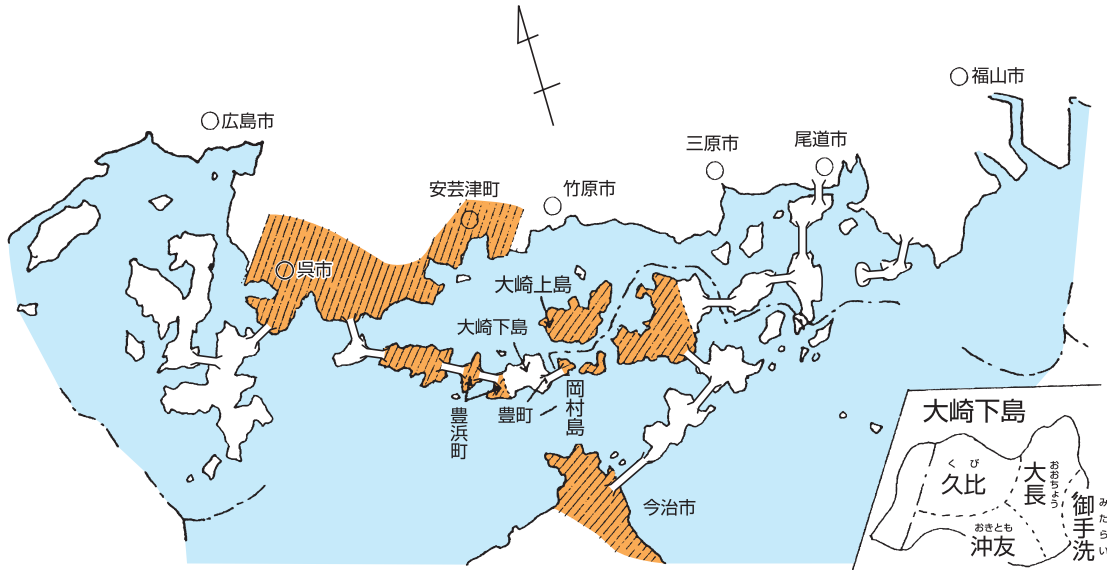 福山市
広島市
三原市
尾道市
安芸津町
竹原市
呉市
大崎上島
大崎下島
豊浜町
豊町
岡村島
今治市
大崎下島
くび
久比
おおちょう
大長
みたらい
御手洗
おきとも
沖友